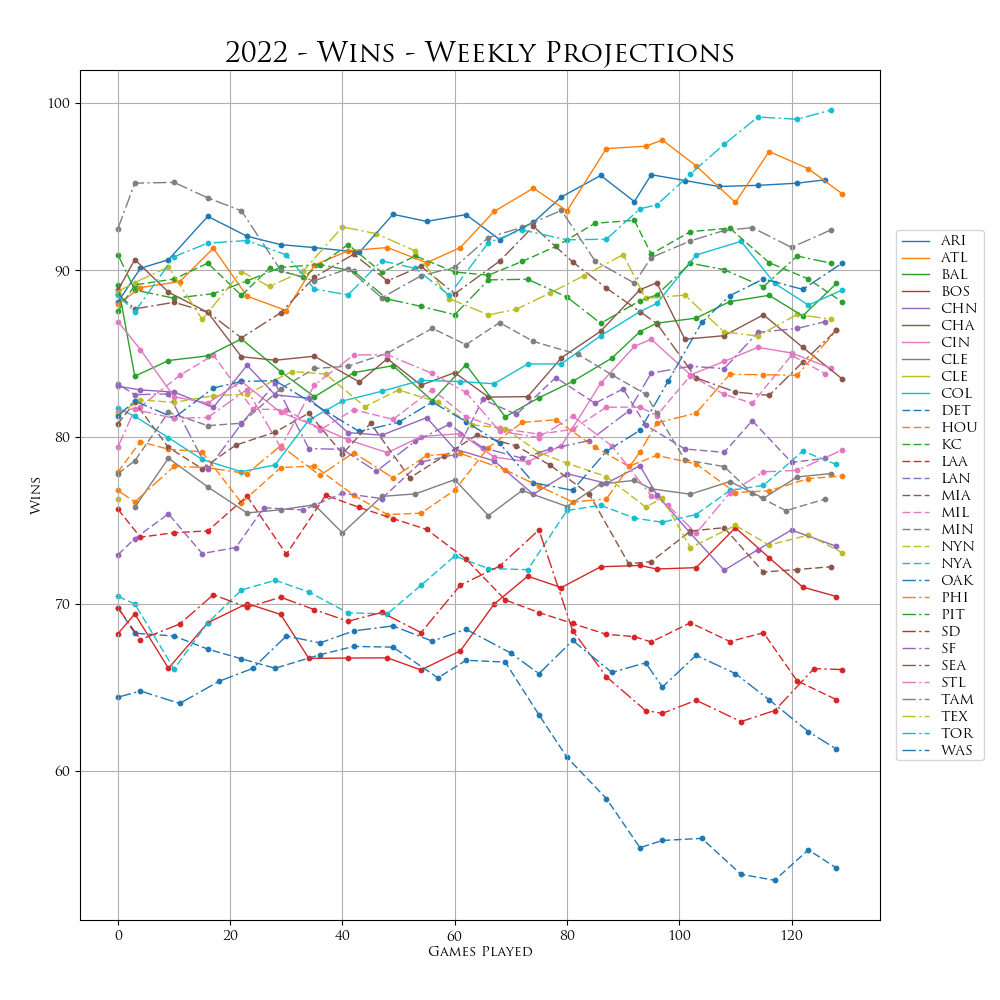 2022 - Wins - Weekly Projections
100
90
80
70
60
Wins
0 20 40 60 80 100 120
Games Played
ARI
ATL
BAL
BOS
CHN
CHA
CIN
CLE
CLE
COL
DET
HOU
KC
LAA
LAN
MIA
MIL
MIN
NYN
NYA
OAK
PHI
PIT
SD
SF
SEA
STL
TAM
TEX
TOR
WAS